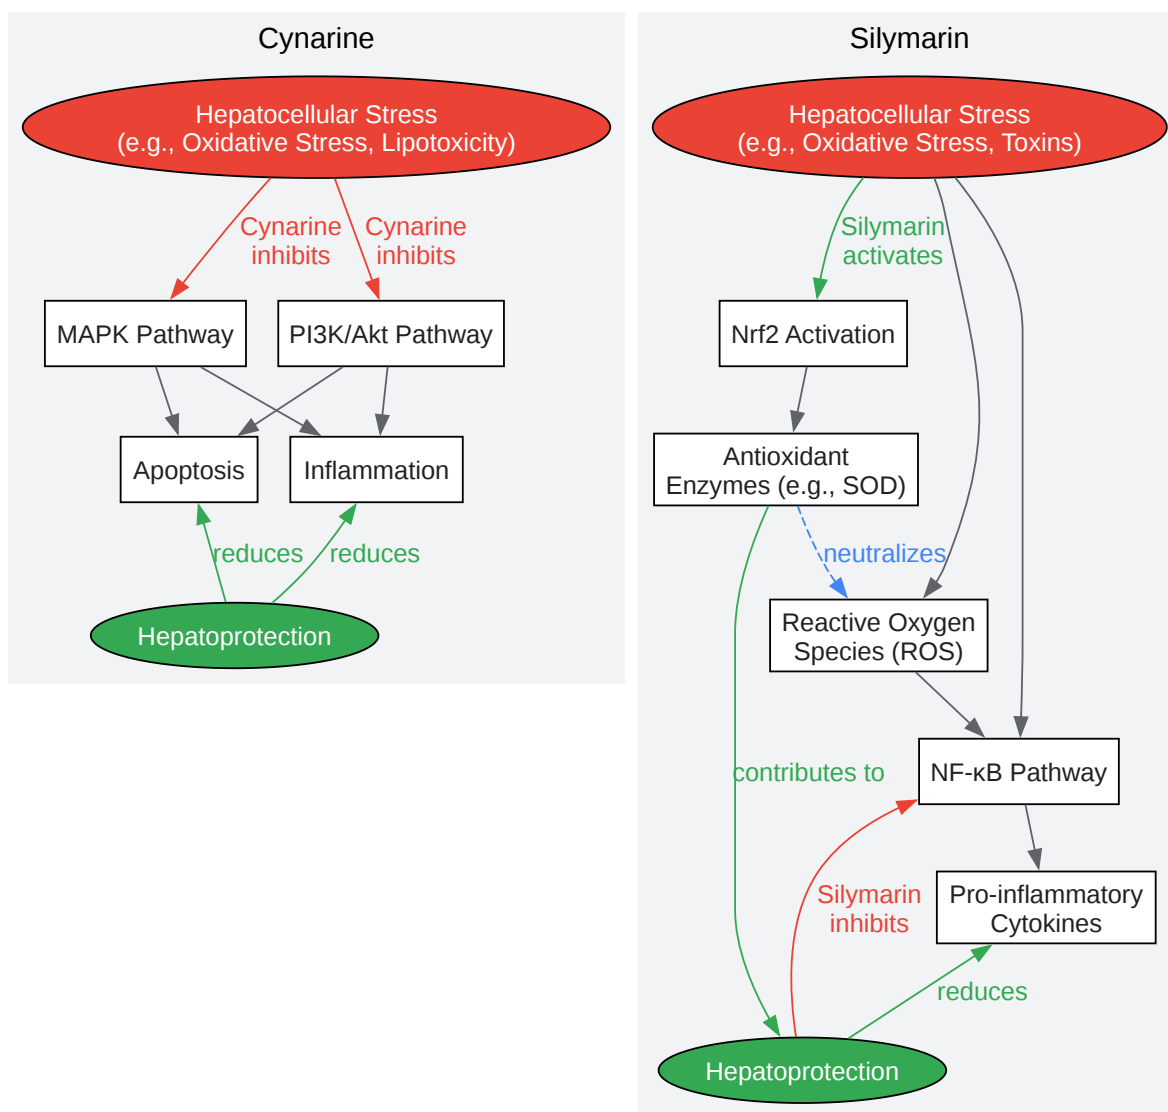 Cynarine
Hepatocellular Stress
(e.g., Oxidative Stress, Lipotoxicity)
Cynarine
inhibits
Cynarine
inhibits
MAPK Pathway
PI3K/Akt Pathway
Apoptosis
Inflammation
reduces
reduces
Hepatoprotection
Silymarin
Hepatocellular Stress
(e.g., Oxidative Stress, Toxins)
Silymarin
activates
Nrf2 Activation
Antioxidant
Enzymes (e.g., SOD)
neutralizes
Reactive Oxygen
Species (ROS)
contributes to
NF-κB Pathway
Silymarin
inhibits
Pro-inflammatory
Cytokines
reduces
Hepatoprotection